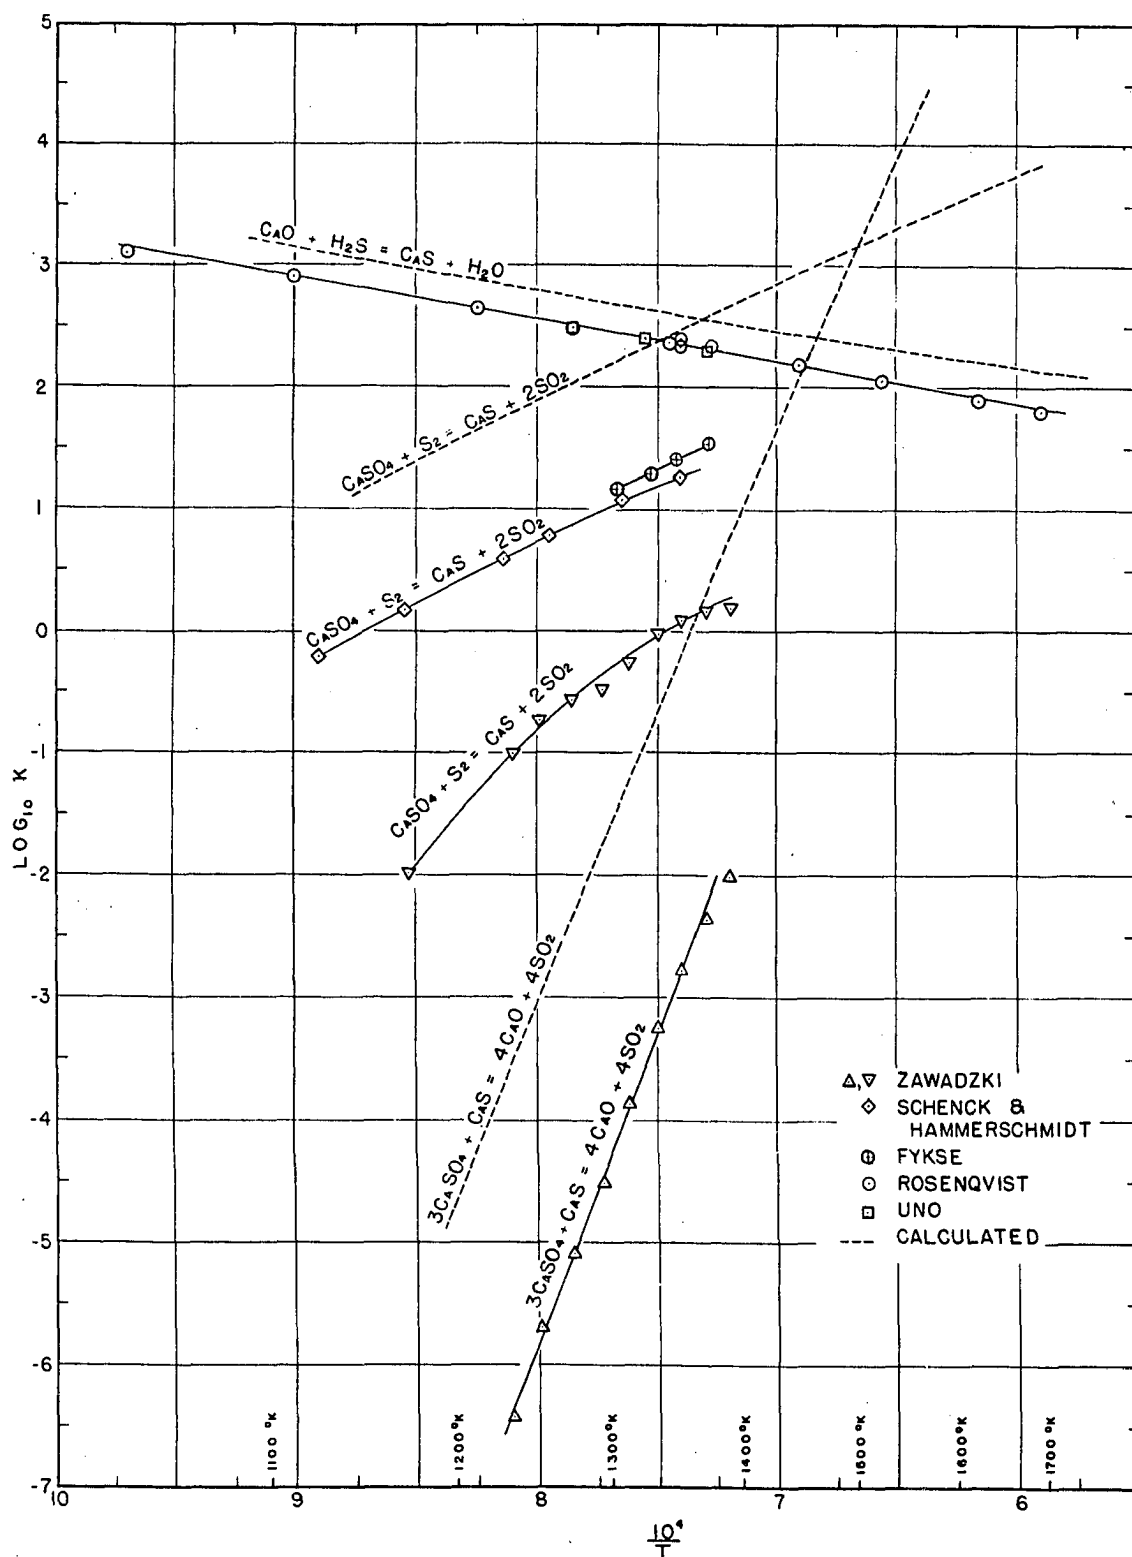 5
4
3
2
1
0
-1
-2
-3
-4
-5
-6
-7
LOG₁₀ K
CAO + H₂S = CAS + H₂O
CASO₄ + S₂ = CAS + 2SO₂
CASO₄ + S₂ = CAS + 2SO₂
CASO₄ + S₂ = CAS + 2SO₂
3CASO₄ + CAS = 4CAO + 4SO₂
3CASO₄ + CAS = 4CAO + 4SO₂
△,▽ ZAWADZKI
SCHENCK &
HAMMERSCHMIDT
FYKSE
ROSENQVIST
UNO
---- CALCULATED
1100 °K
1200 °K
1300 °K
1400 °K
1500 °K
1600 °K
1700 °K
10 9 8 7 6
10⁴
T